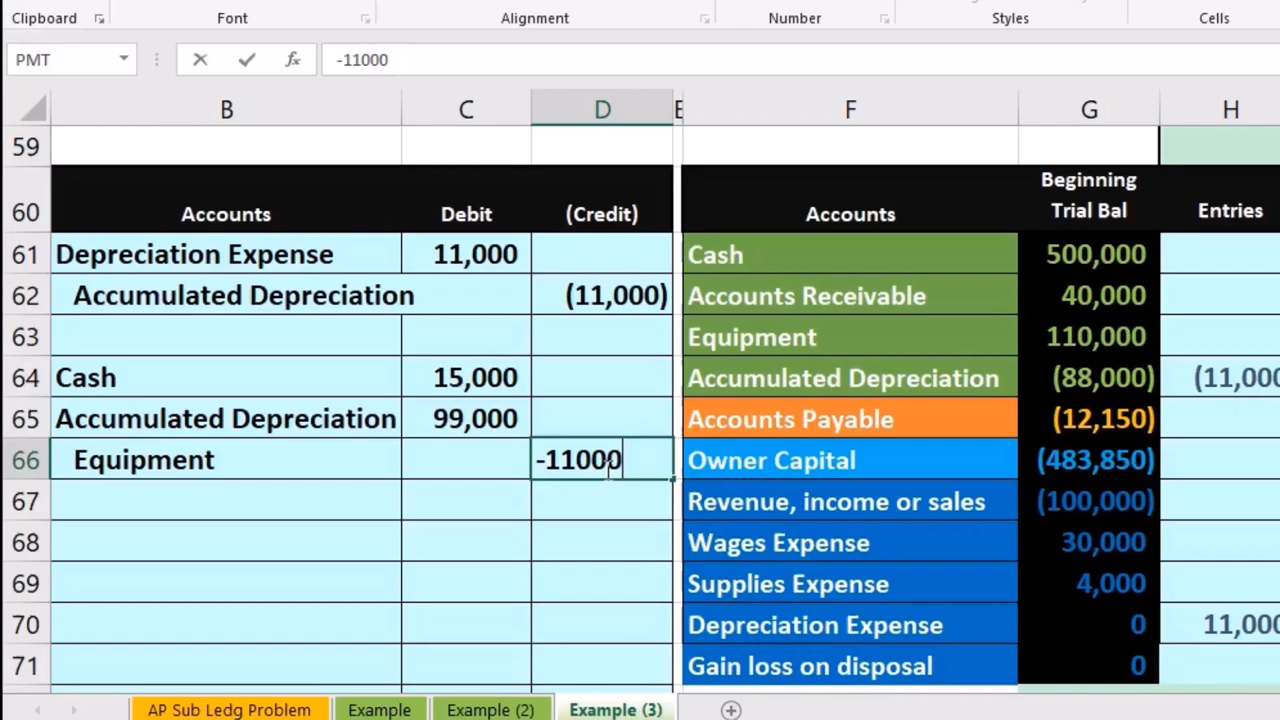 Clipboard Font Alignment Number Styles Cells
PMT fx -11000
B C D E F G H
59
60 Accounts Debit (Credit) Accounts Beginning Trial Bal Entries
61 Depreciation Expense 11,000 Cash 500,000
62 Accumulated Depreciation (11,000) Accounts Receivable 40,000
63 Equipment 110,000
64 Cash 15,000 Accumulated Depreciation (88,000) (11,000
65 Accumulated Depreciation 99,000 Accounts Payable (12,150)
66 Equipment -11000 Owner Capital (483,850)
67 Revenue, income or sales (100,000)
68 Wages Expense 30,000
69 Supplies Expense 4,000
70 Depreciation Expense 0 11,000
71 Gain loss on disposal 0
AP Sub Ledg Problem Example Example (2) Example (3)